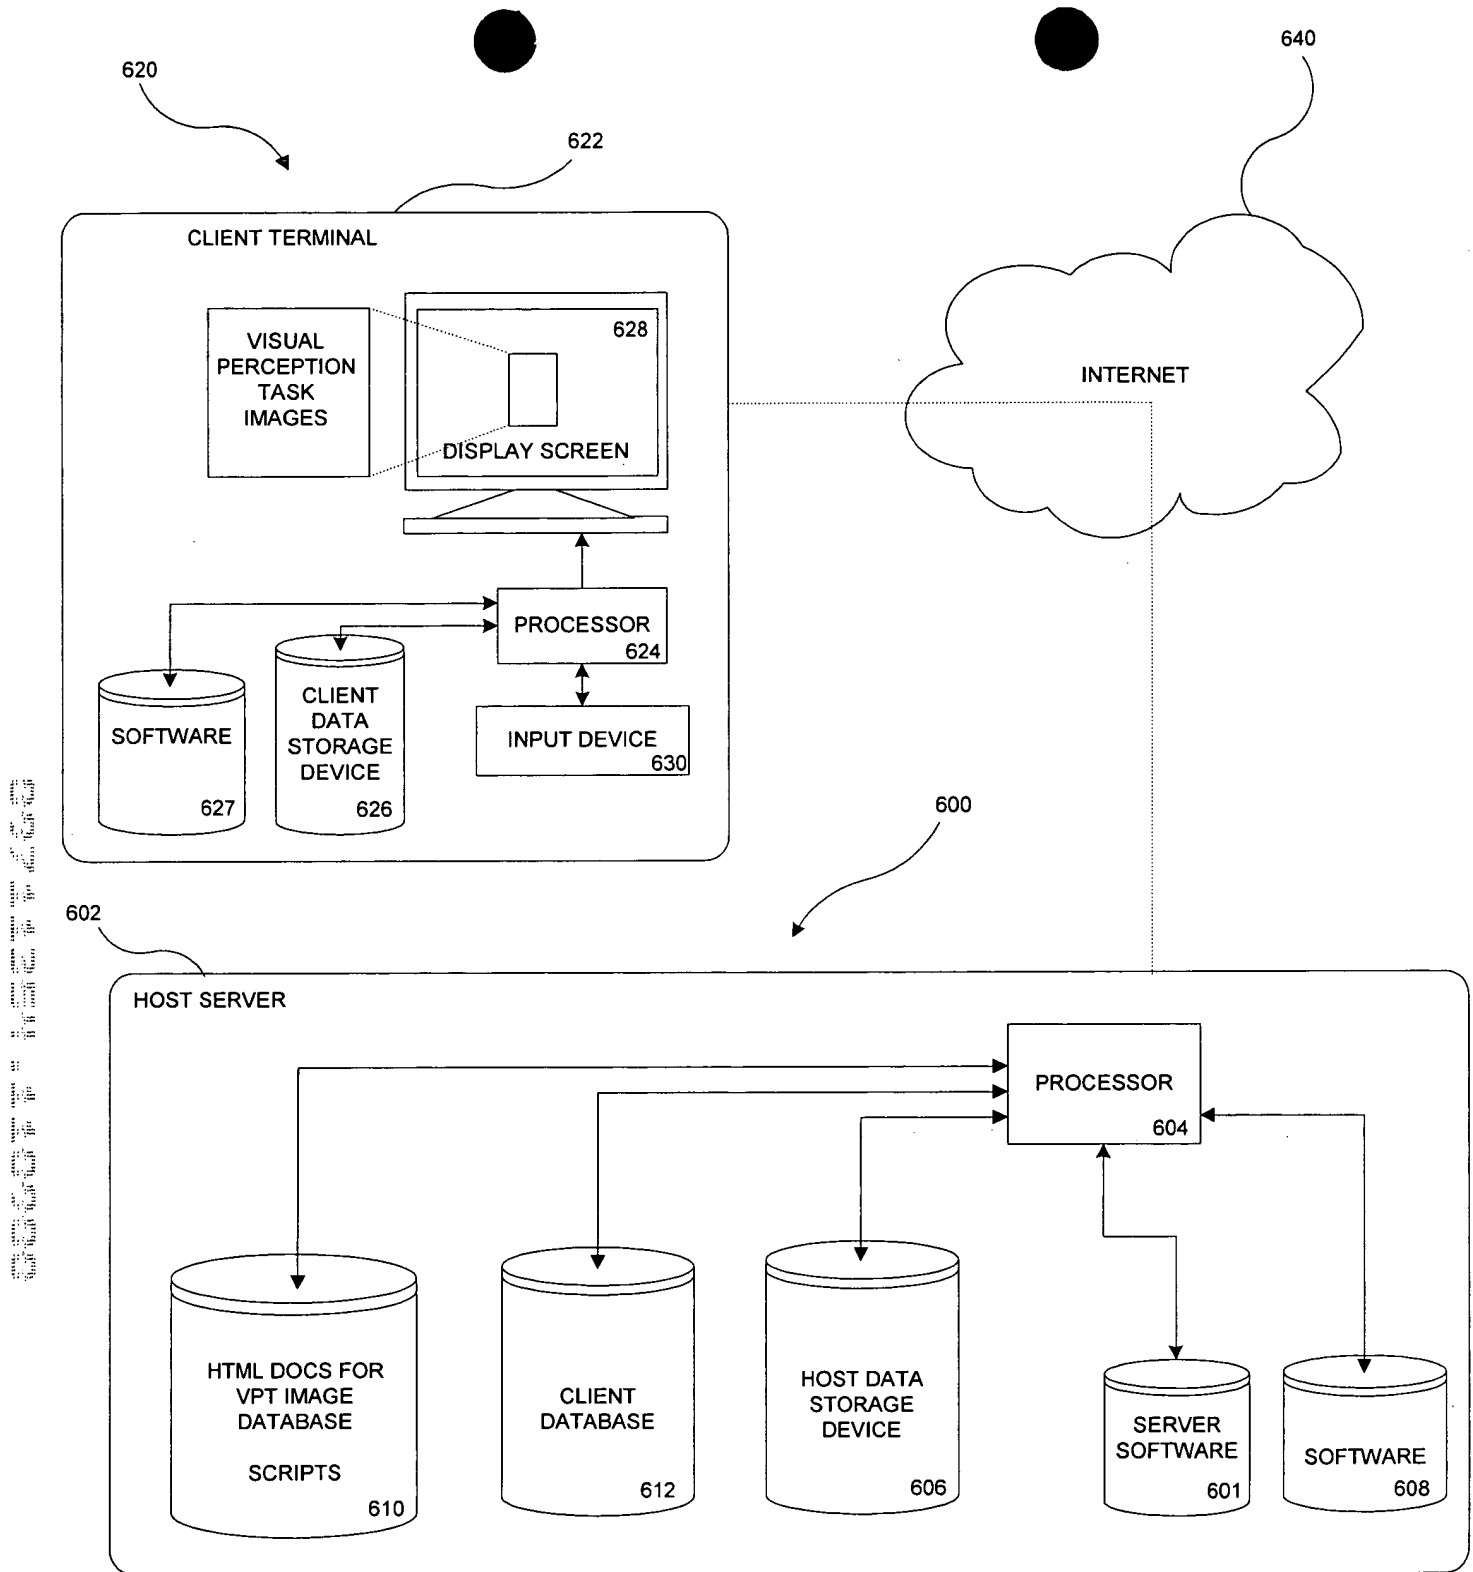 620
640
622
CLIENT TERMINAL
628
VISUAL
PERCEPTION
TASK
IMAGES
DISPLAY SCREEN
INTERNET
PROCESSOR
624
CLIENT
DATA
STORAGE
DEVICE
626
SOFTWARE
627
INPUT DEVICE
630
600
602
HOST SERVER
PROCESSOR
604
HTML DOCS FOR
VPT IMAGE
DATABASE
SCRIPTS
610
CLIENT
DATABASE
612
HOST DATA
STORAGE
DEVICE
606
SERVER
SOFTWARE
601
SOFTWARE
608